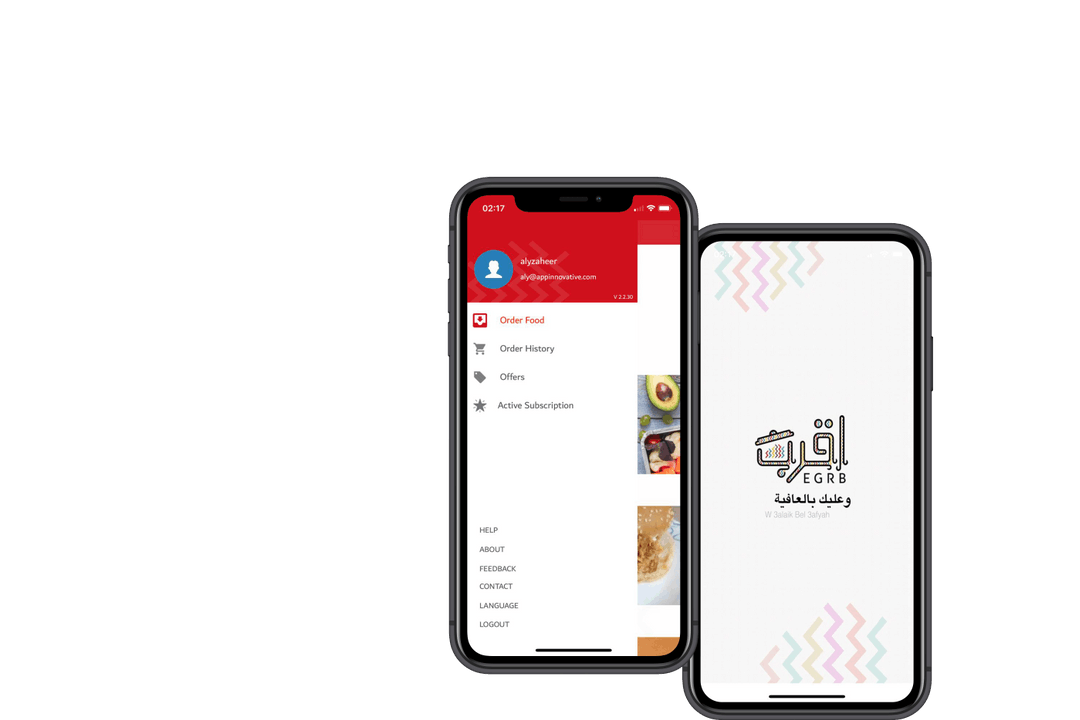 02:17
alyzaheer
aly@appinnovative.com
V 2.2.30
Order Food
Order History
Offers
Active Subscription
HELP
ABOUT
FEEDBACK
CONTACT
LANGUAGE
LOGOUT
اقرب
EGRB
وعليك بالعافية
W 3alaik Bel 3afyah